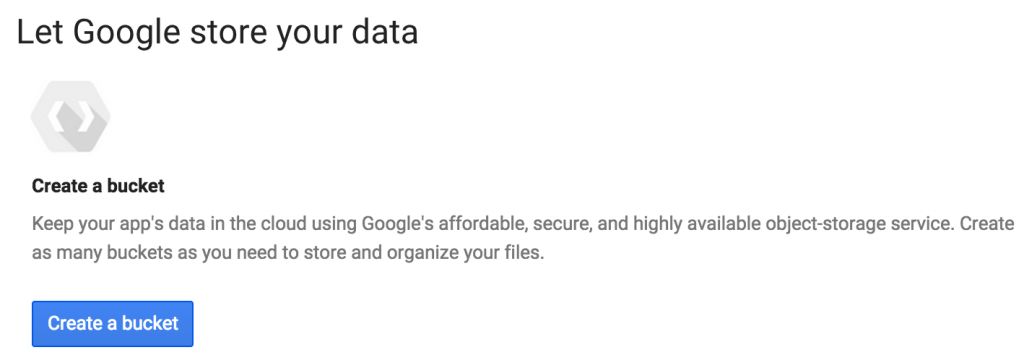 Let Google store your data
Create a bucket
Keep your app's data in the cloud using Google's affordable, secure, and highly available object-storage service. Create
as many buckets as you need to store and organize your files.
Create a bucket